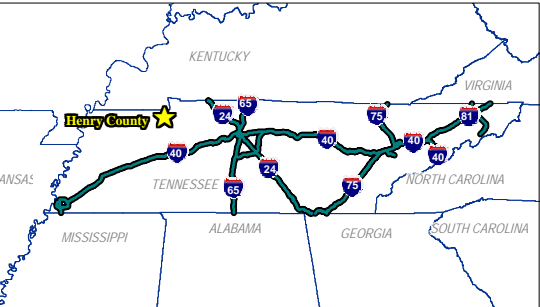 KENTUCKY
VIRGINIA
65
24
75
81
Henry County
40
40
40
40
24
ANSAS
TENNESSEE
65
75
NORTH CAROLINA
MISSISSIPPI
ALABAMA
GEORGIA
SOUTH CAROLINA